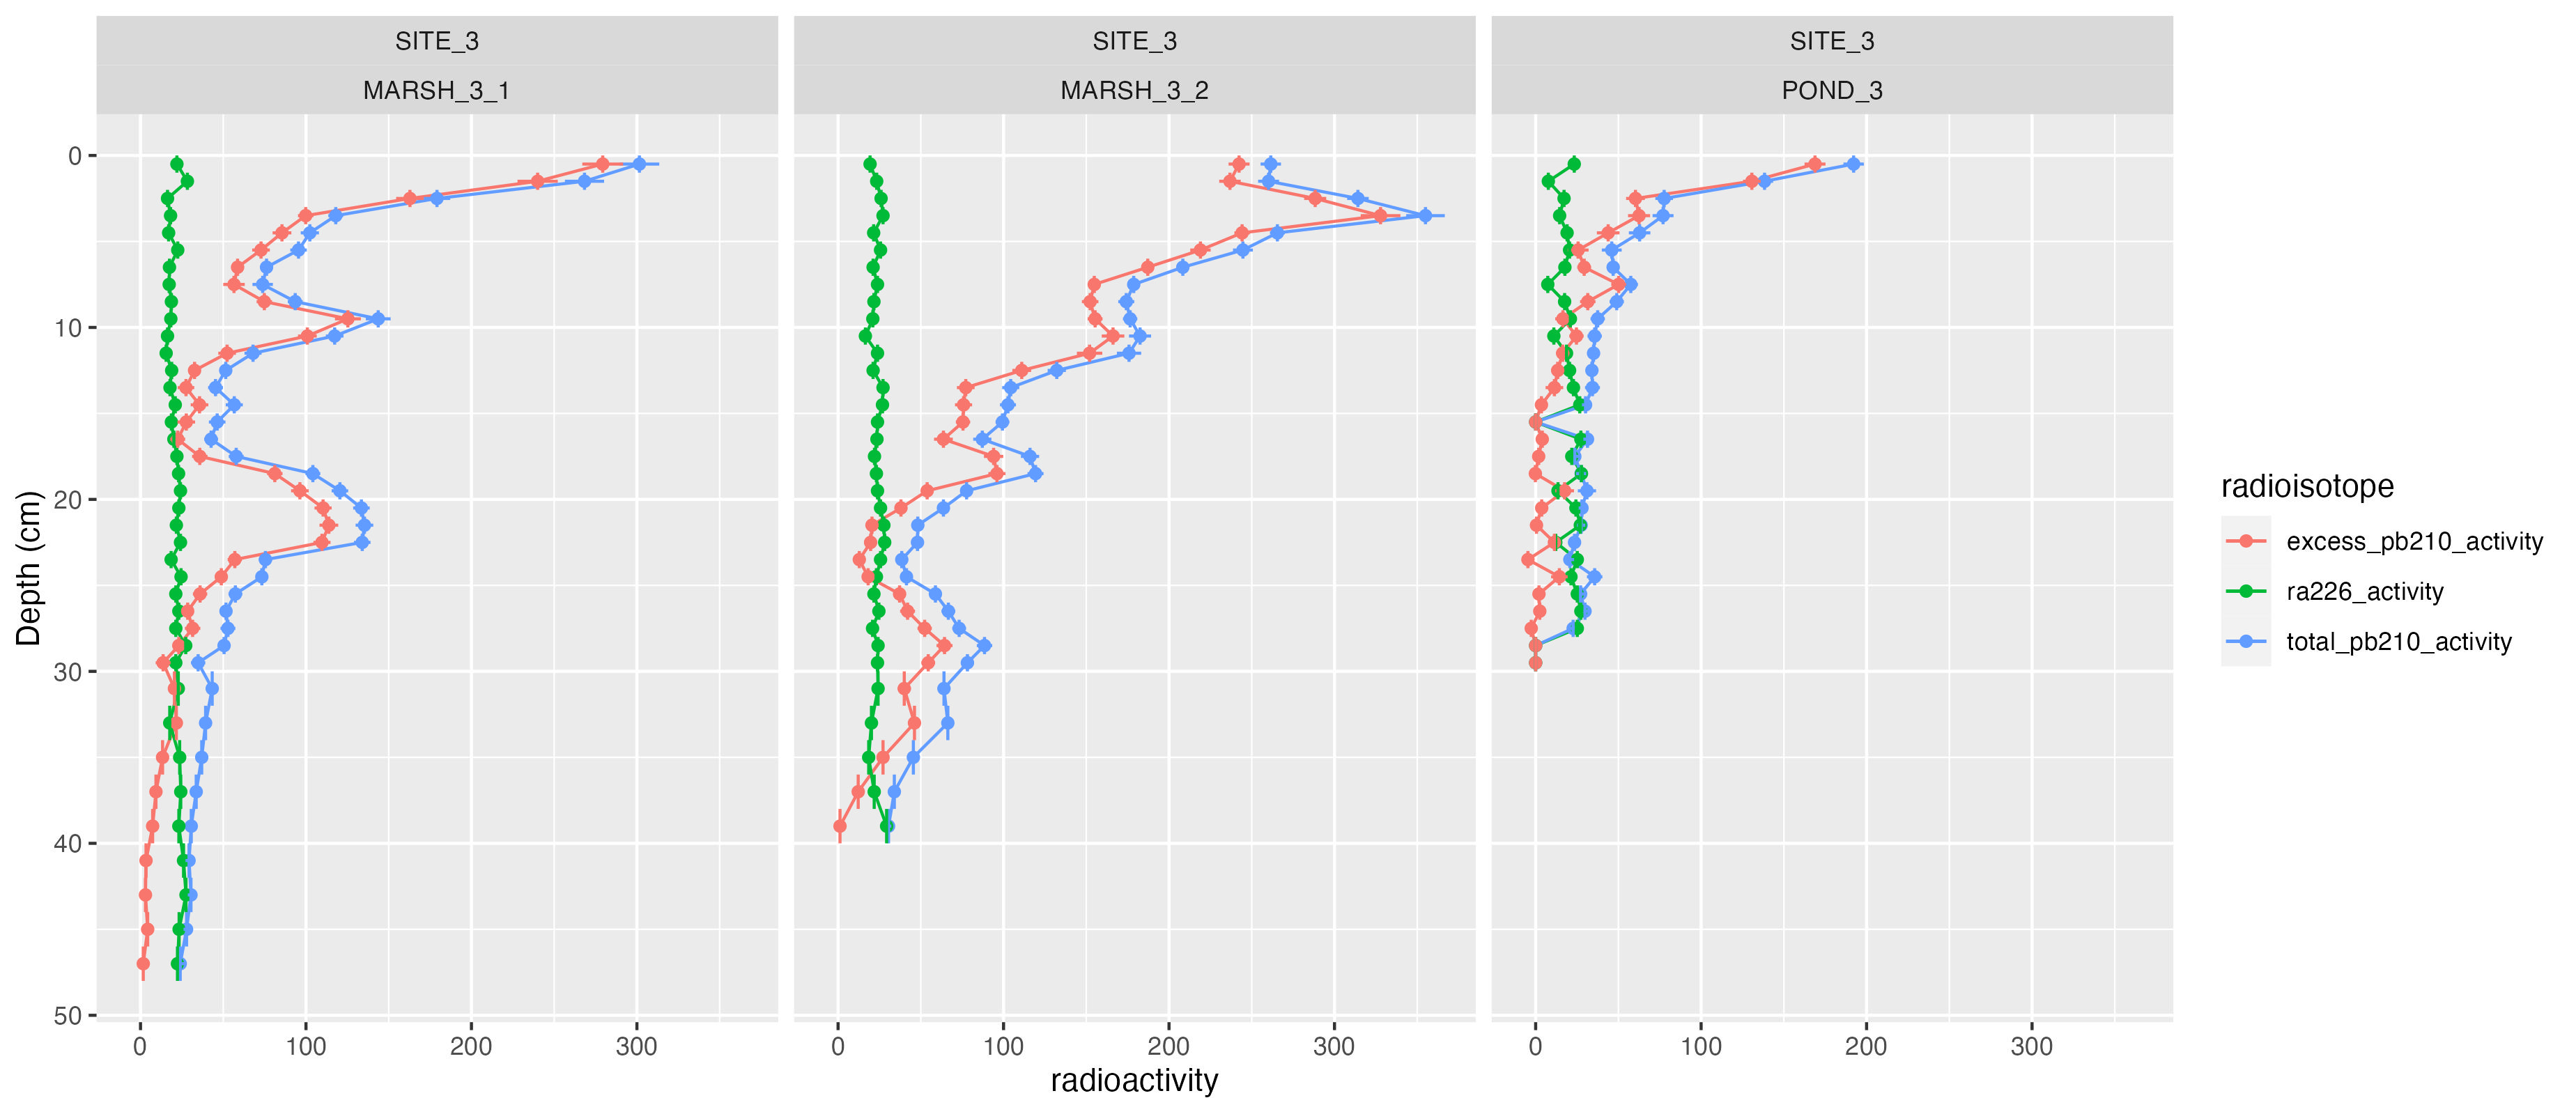 SITE_3
SITE_3
SITE_3
MARSH_3_1
MARSH_3_2
POND_3
Depth (cm)
0
10
20
30
40
50
0
100
200
300
0
100
200
300
0
100
200
300
radioactivity
radioisotope
excess_pb210_activity
ra226_activity
total_pb210_activity